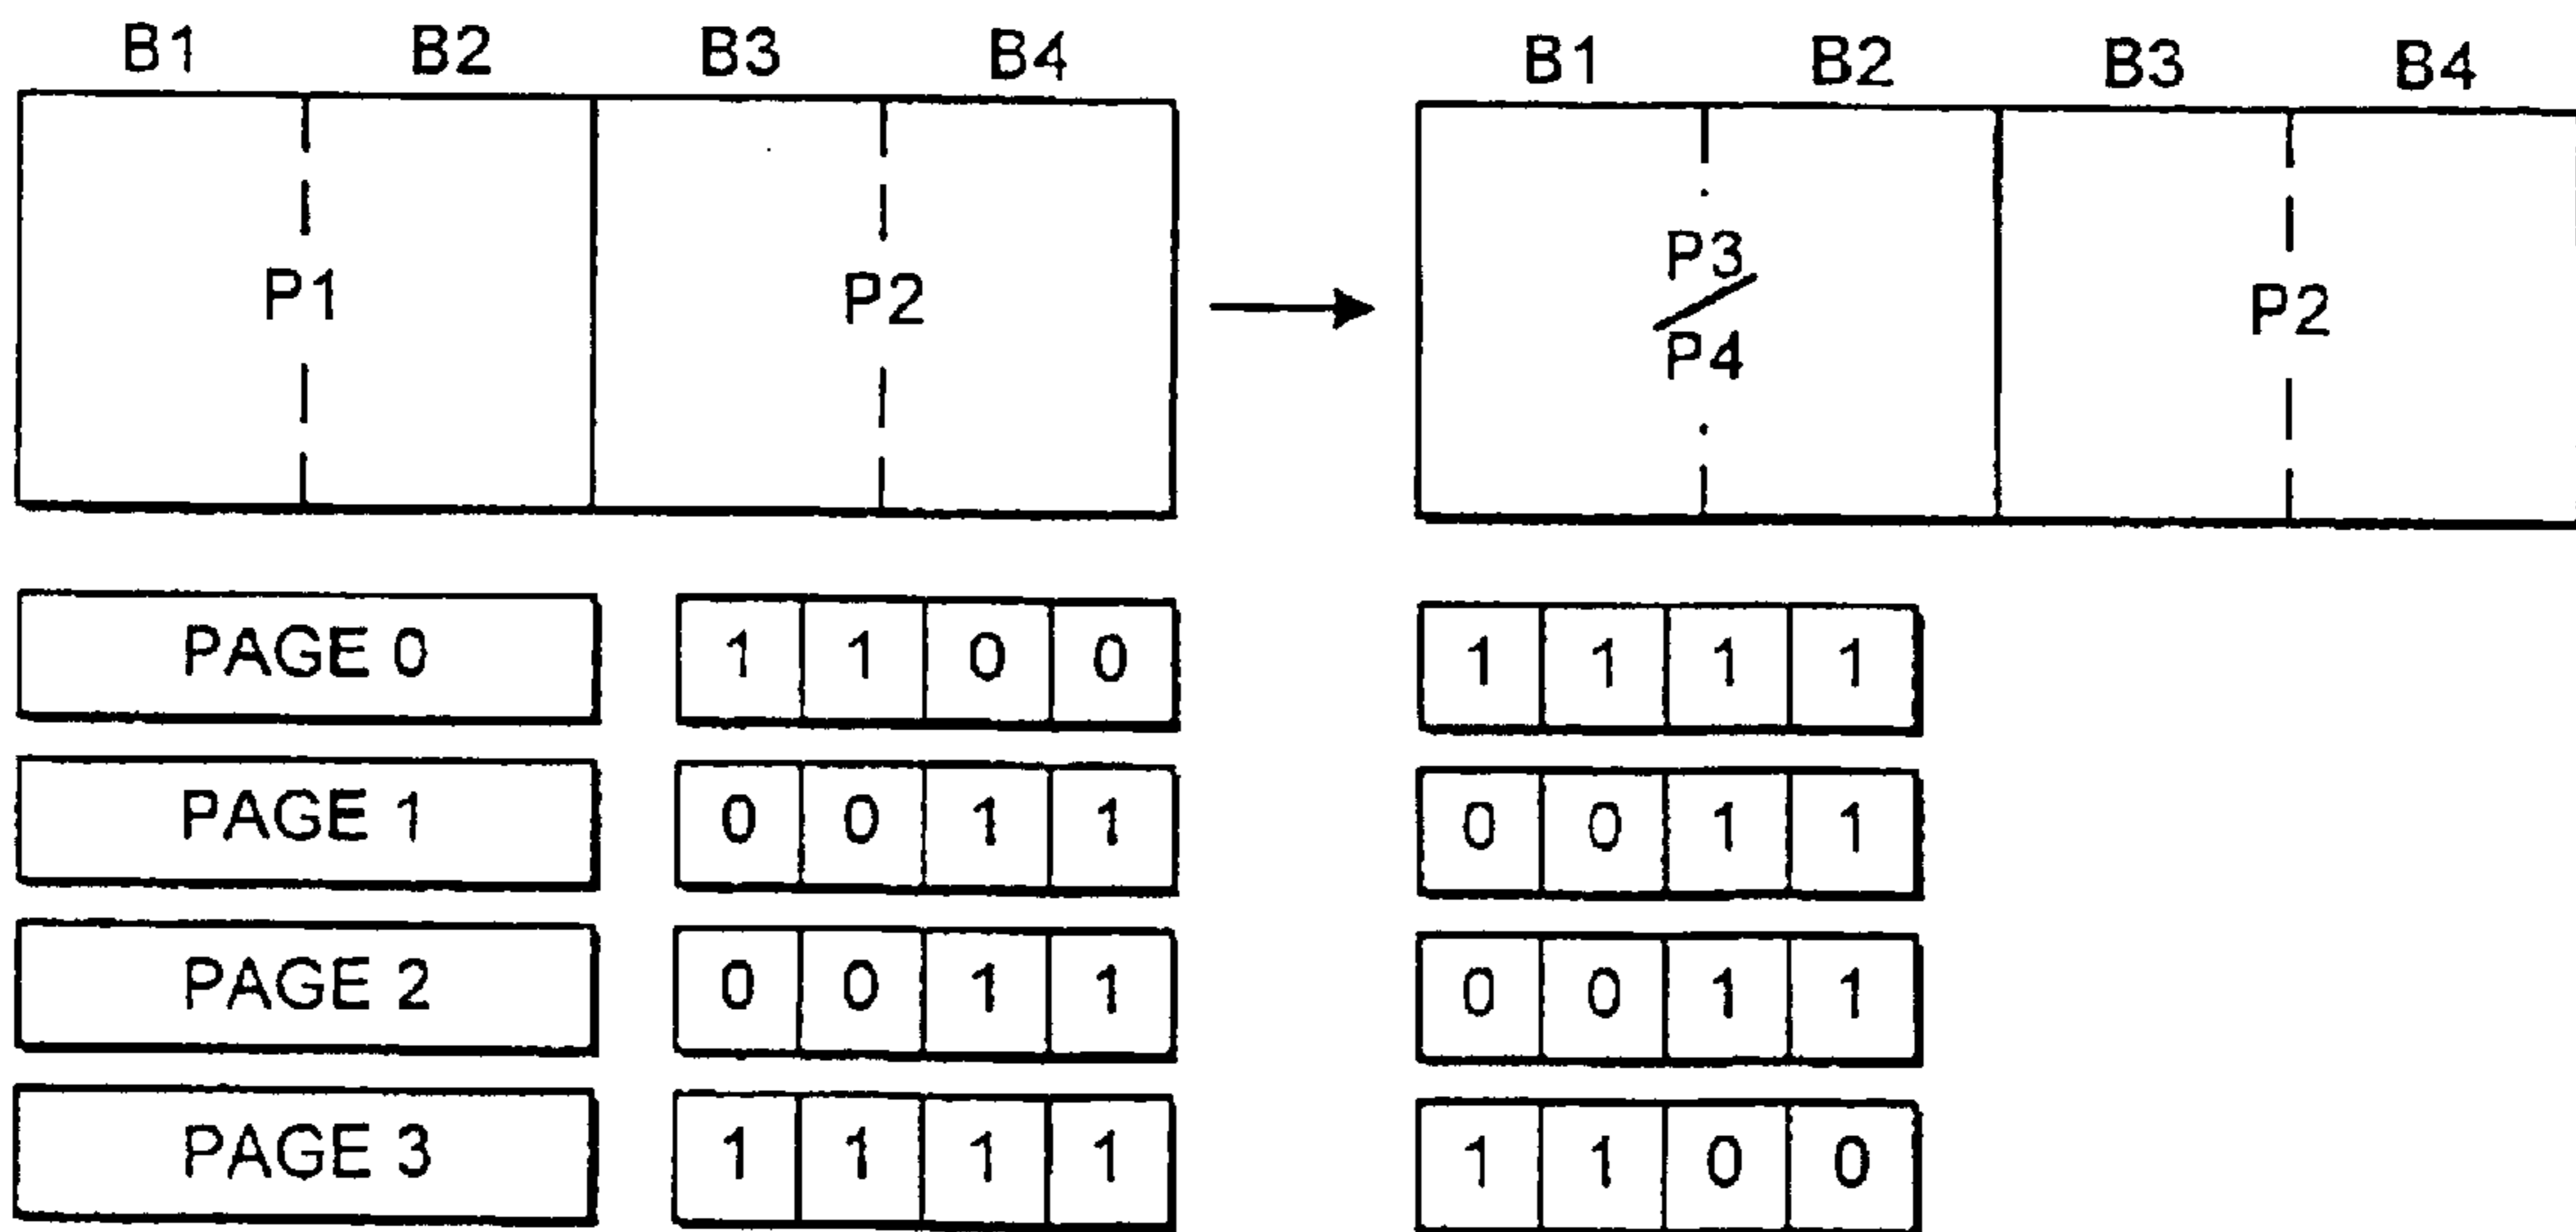 B1 B2 B3 B4 B1 B2 B3 B4
P1 P2 P3 P2
P4
PAGE 0 1 1 0 0 1 1 1 1
PAGE 1 0 0 1 1 0 0 1 1
PAGE 2 0 0 1 1 0 0 1 1
PAGE 3 1 1 1 1 1 1 0 0